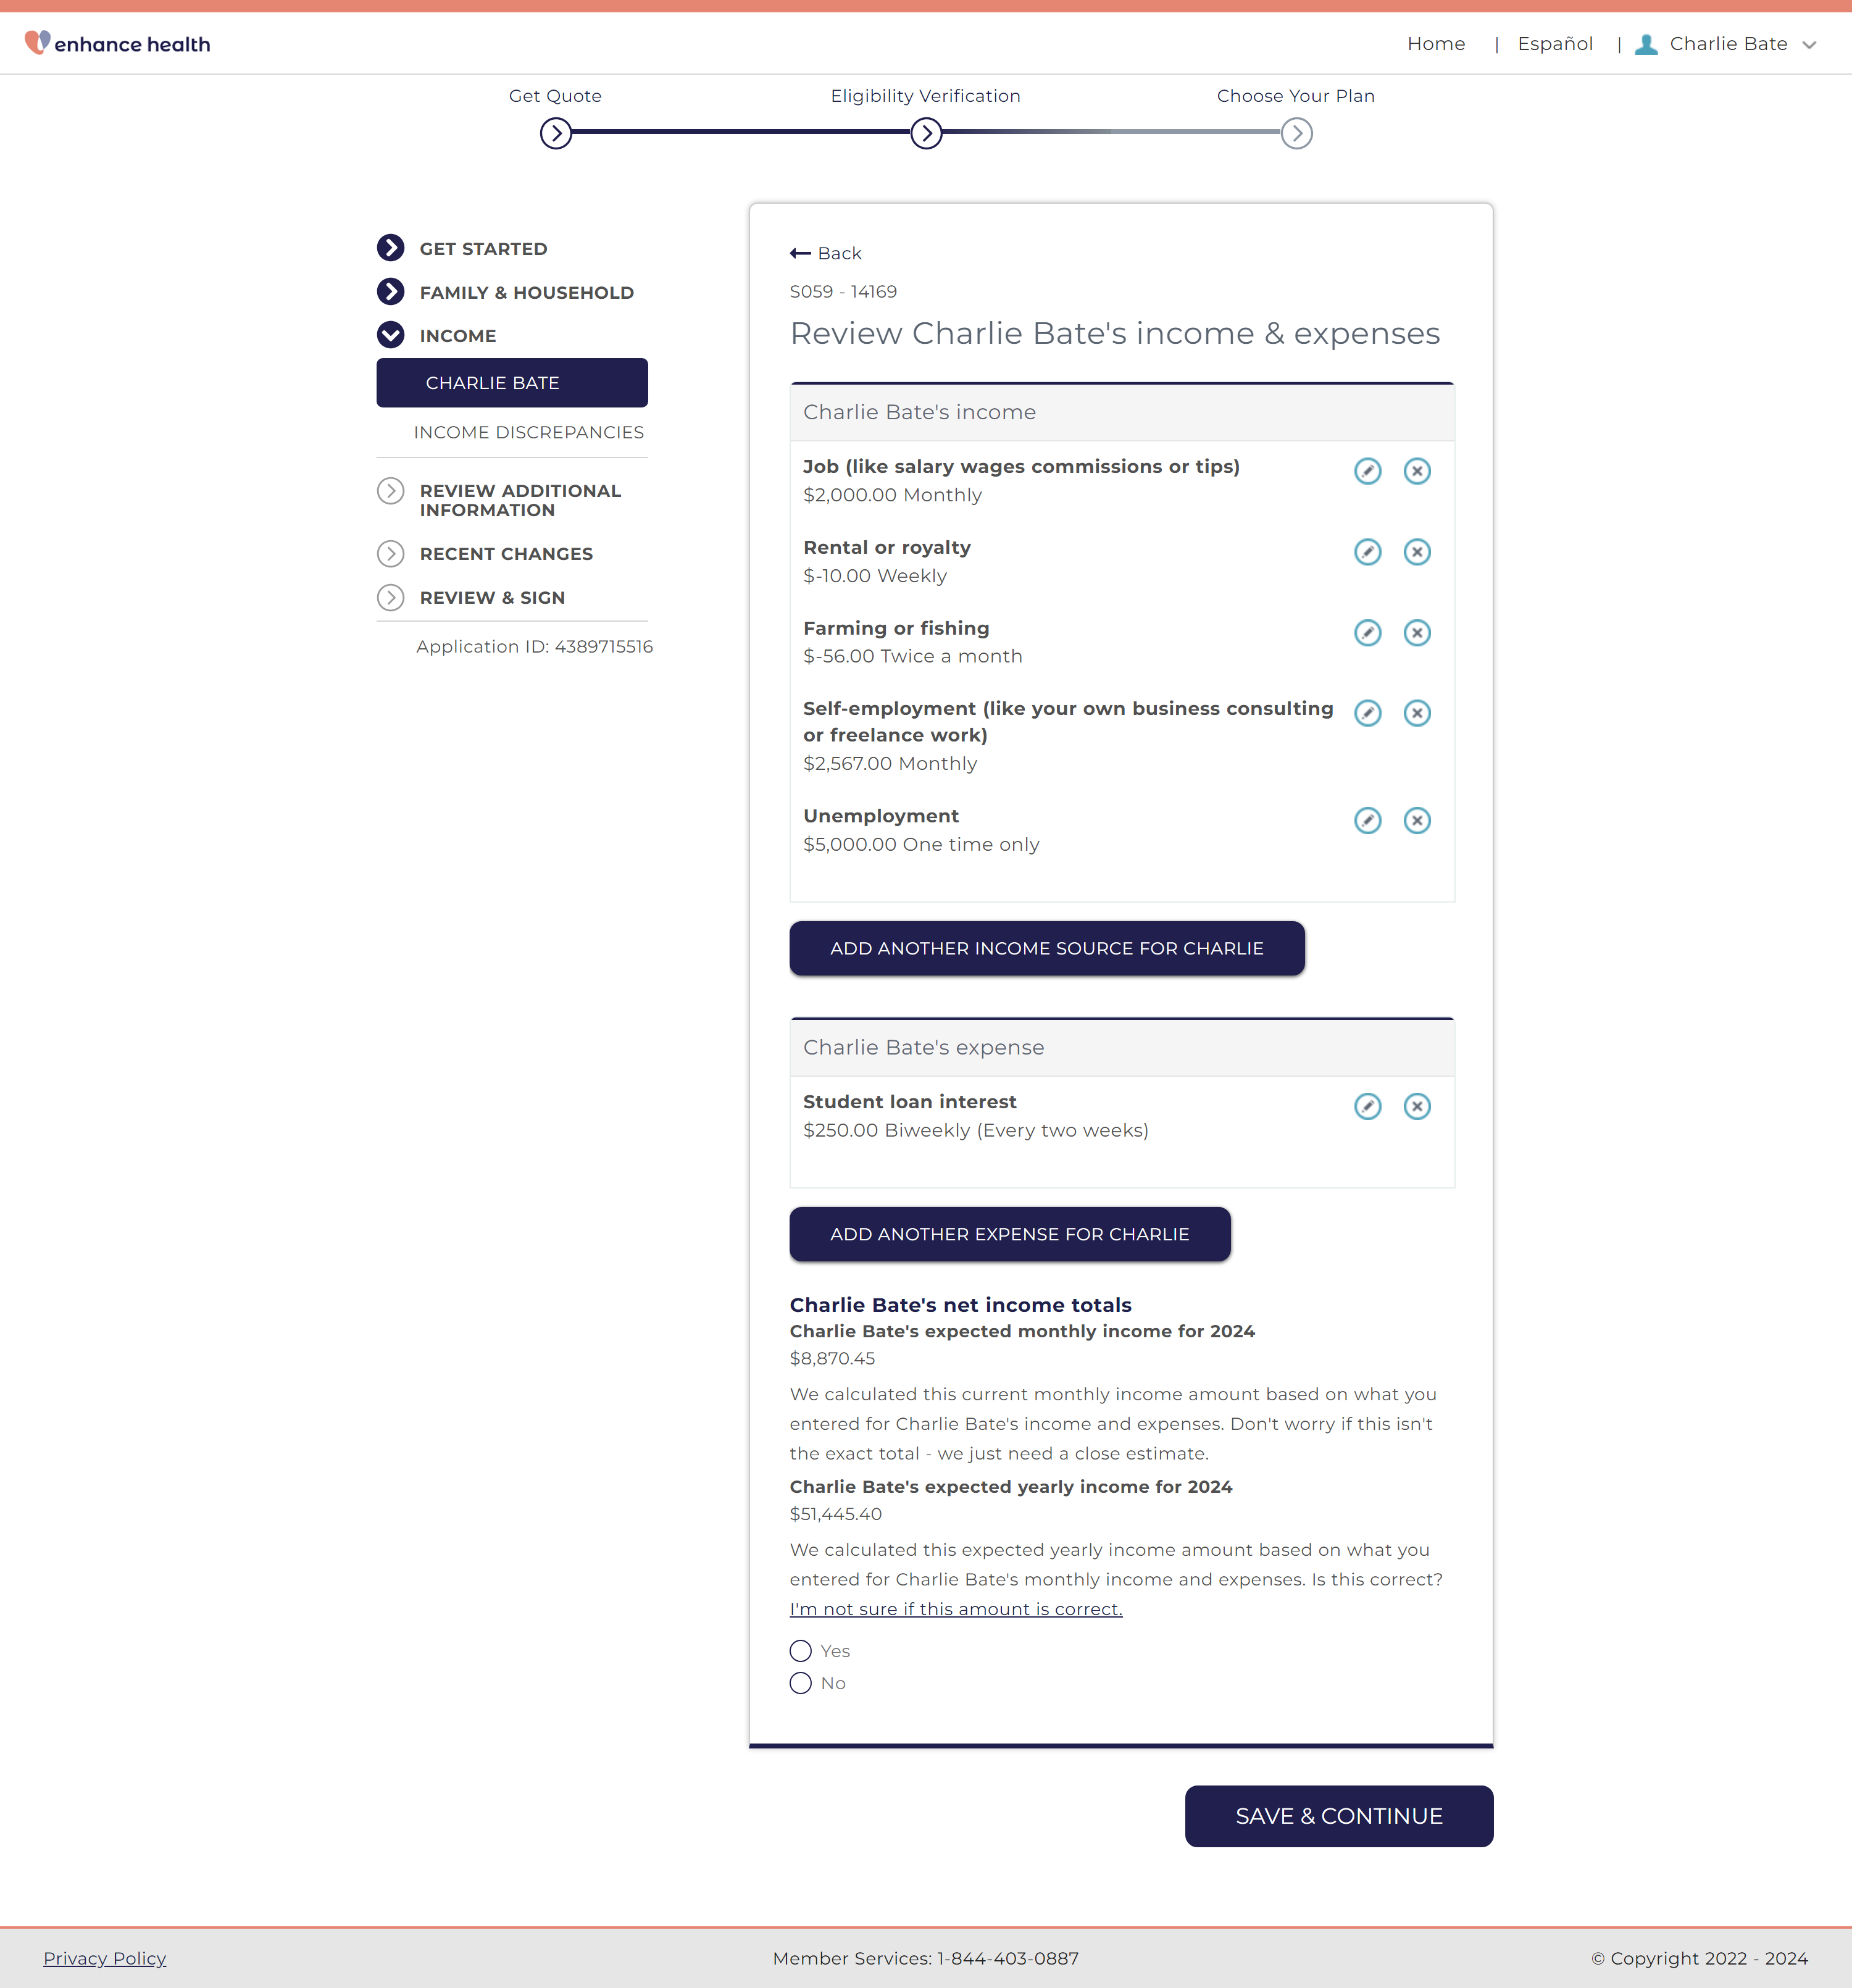 enhance health
Home | Español | Charlie Bate
Get Quote
Eligibility Verification
Choose Your Plan
GET STARTED
FAMILY & HOUSEHOLD
INCOME
CHARLIE BATE
INCOME DISCREPANCIES
REVIEW ADDITIONAL
INFORMATION
RECENT CHANGES
REVIEW & SIGN
Application ID: 4389715516
Back
S059 - 14169
Review Charlie Bate's income & expenses
Charlie Bate's income
Job (like salary wages commissions or tips)
$2,000.00 Monthly
Rental or royalty
$-10.00 Weekly
Farming or fishing
$-56.00 Twice a month
Self-employment (like your own business consulting
or freelance work)
$2,567.00 Monthly
Unemployment
$5,000.00 One time only
ADD ANOTHER INCOME SOURCE FOR CHARLIE
Charlie Bate's expense
Student loan interest
$250.00 Biweekly (Every two weeks)
ADD ANOTHER EXPENSE FOR CHARLIE
Charlie Bate's net income totals
Charlie Bate's expected monthly income for 2024
$8,870.45
We calculated this current monthly income amount based on what you
entered for Charlie Bate's income and expenses. Don't worry if this isn't
the exact total - we just need a close estimate.
Charlie Bate's expected yearly income for 2024
$51,445.40
We calculated this expected yearly income amount based on what you
entered for Charlie Bate's monthly income and expenses. Is this correct?
I'm not sure if this amount is correct.
Yes
No
SAVE & CONTINUE
Privacy Policy
Member Services: 1-844-403-0887
© Copyright 2022 - 2024